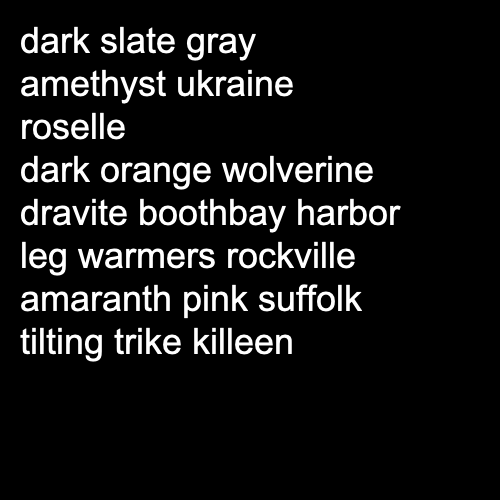 dark slate gray
amethyst ukraine
roselle
dark orange wolverine
dravite boothbay harbor
leg warmers rockville
amaranth pink suffolk
tilting trike killeen